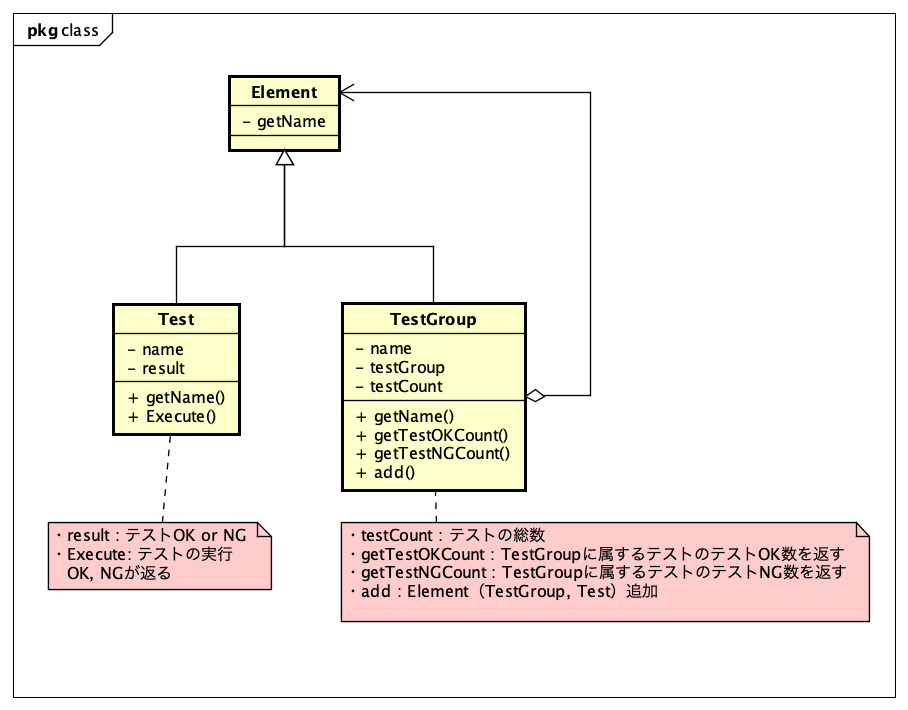 pkg class
Element
- getName
Test
- name
- result
+ getName()
+ Execute()
TestGroup
- name
- testGroup
- testCount
+ getName()
+ getTestOKCount()
+ getTestNGCount()
+ add()
・result : テストOK or NG
・Execute: テストの実行
OK, NGが返る
・testCount : テストの総数
・getTestOKCount : TestGroupに属するテストのテストOK数を返す
・getTestNGCount : TestGroupに属するテストのテストNG数を返す
・add : Element（TestGroup, Test）追加